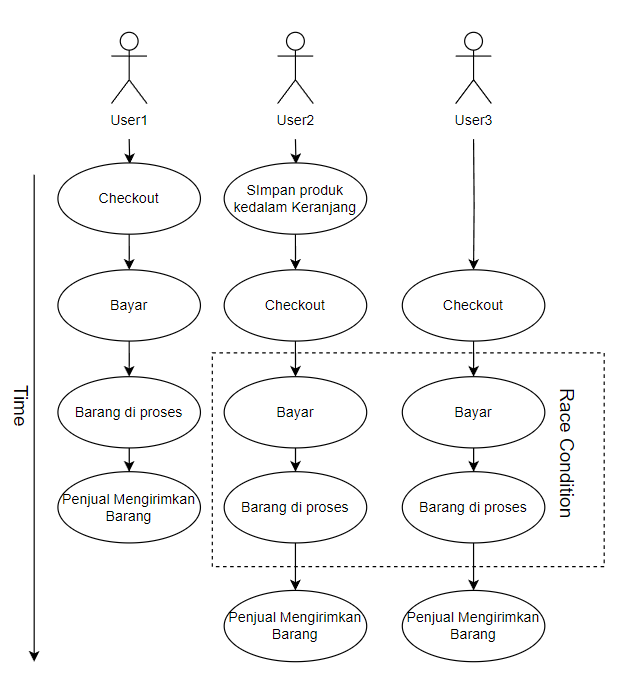 User1
User2
User3
Checkout
SImpan produk
kedalam Keranjang
Bayar
Checkout
Checkout
Time
Barang di proses
Bayar
Bayar
Race Condition
Penjual Mengirimkan
Barang
Barang di proses
Barang di proses
Penjual Mengirimkan
Barang
Penjual Mengirimkan
Barang